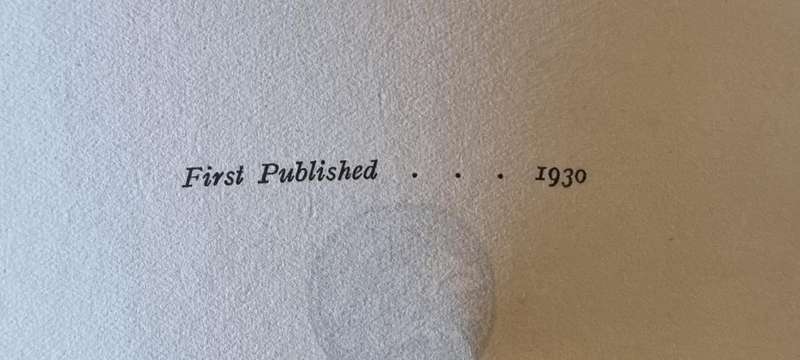 First Published . . . 1930